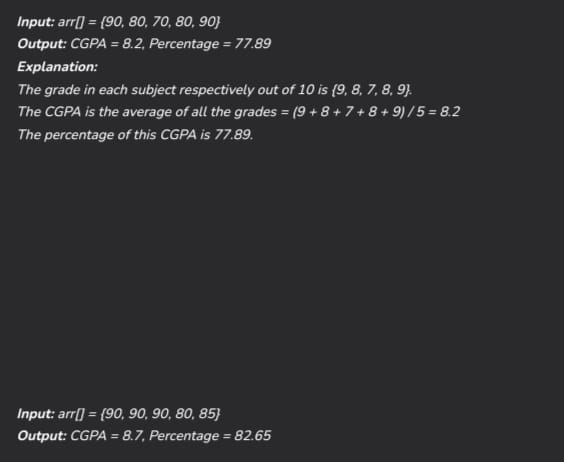 Input: arr[] = {90, 80, 70, 80, 90}
Output: CGPA = 8.2, Percentage = 77.89
Explanation:
The grade in each subject respectively out of 10 is {9, 8, 7, 8, 9}.
The CGPA is the average of all the grades = (9 + 8 + 7 + 8 + 9) / 5 = 8.2
The percentage of this CGPA is 77.89.
Input: arr[] = {90, 90, 90, 80, 85}
Output: CGPA = 8.7, Percentage = 82.65